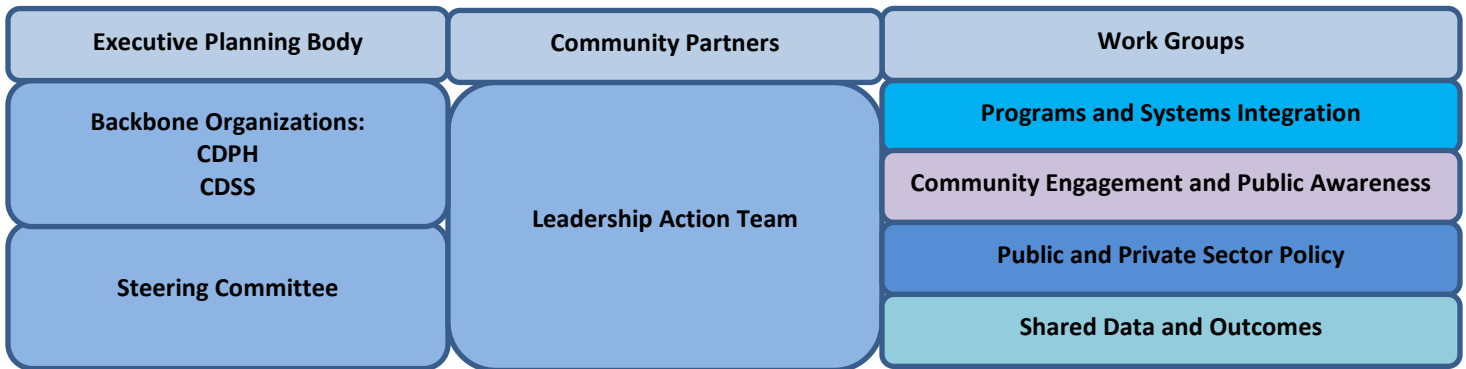 Executive Planning Body
Community Partners
Work Groups
Backbone Organizations:
CDPH
CDSS
Steering Committee
Leadership Action Team
Programs and Systems Integration
Community Engagement and Public Awareness
Public and Private Sector Policy
Shared Data and Outcomes